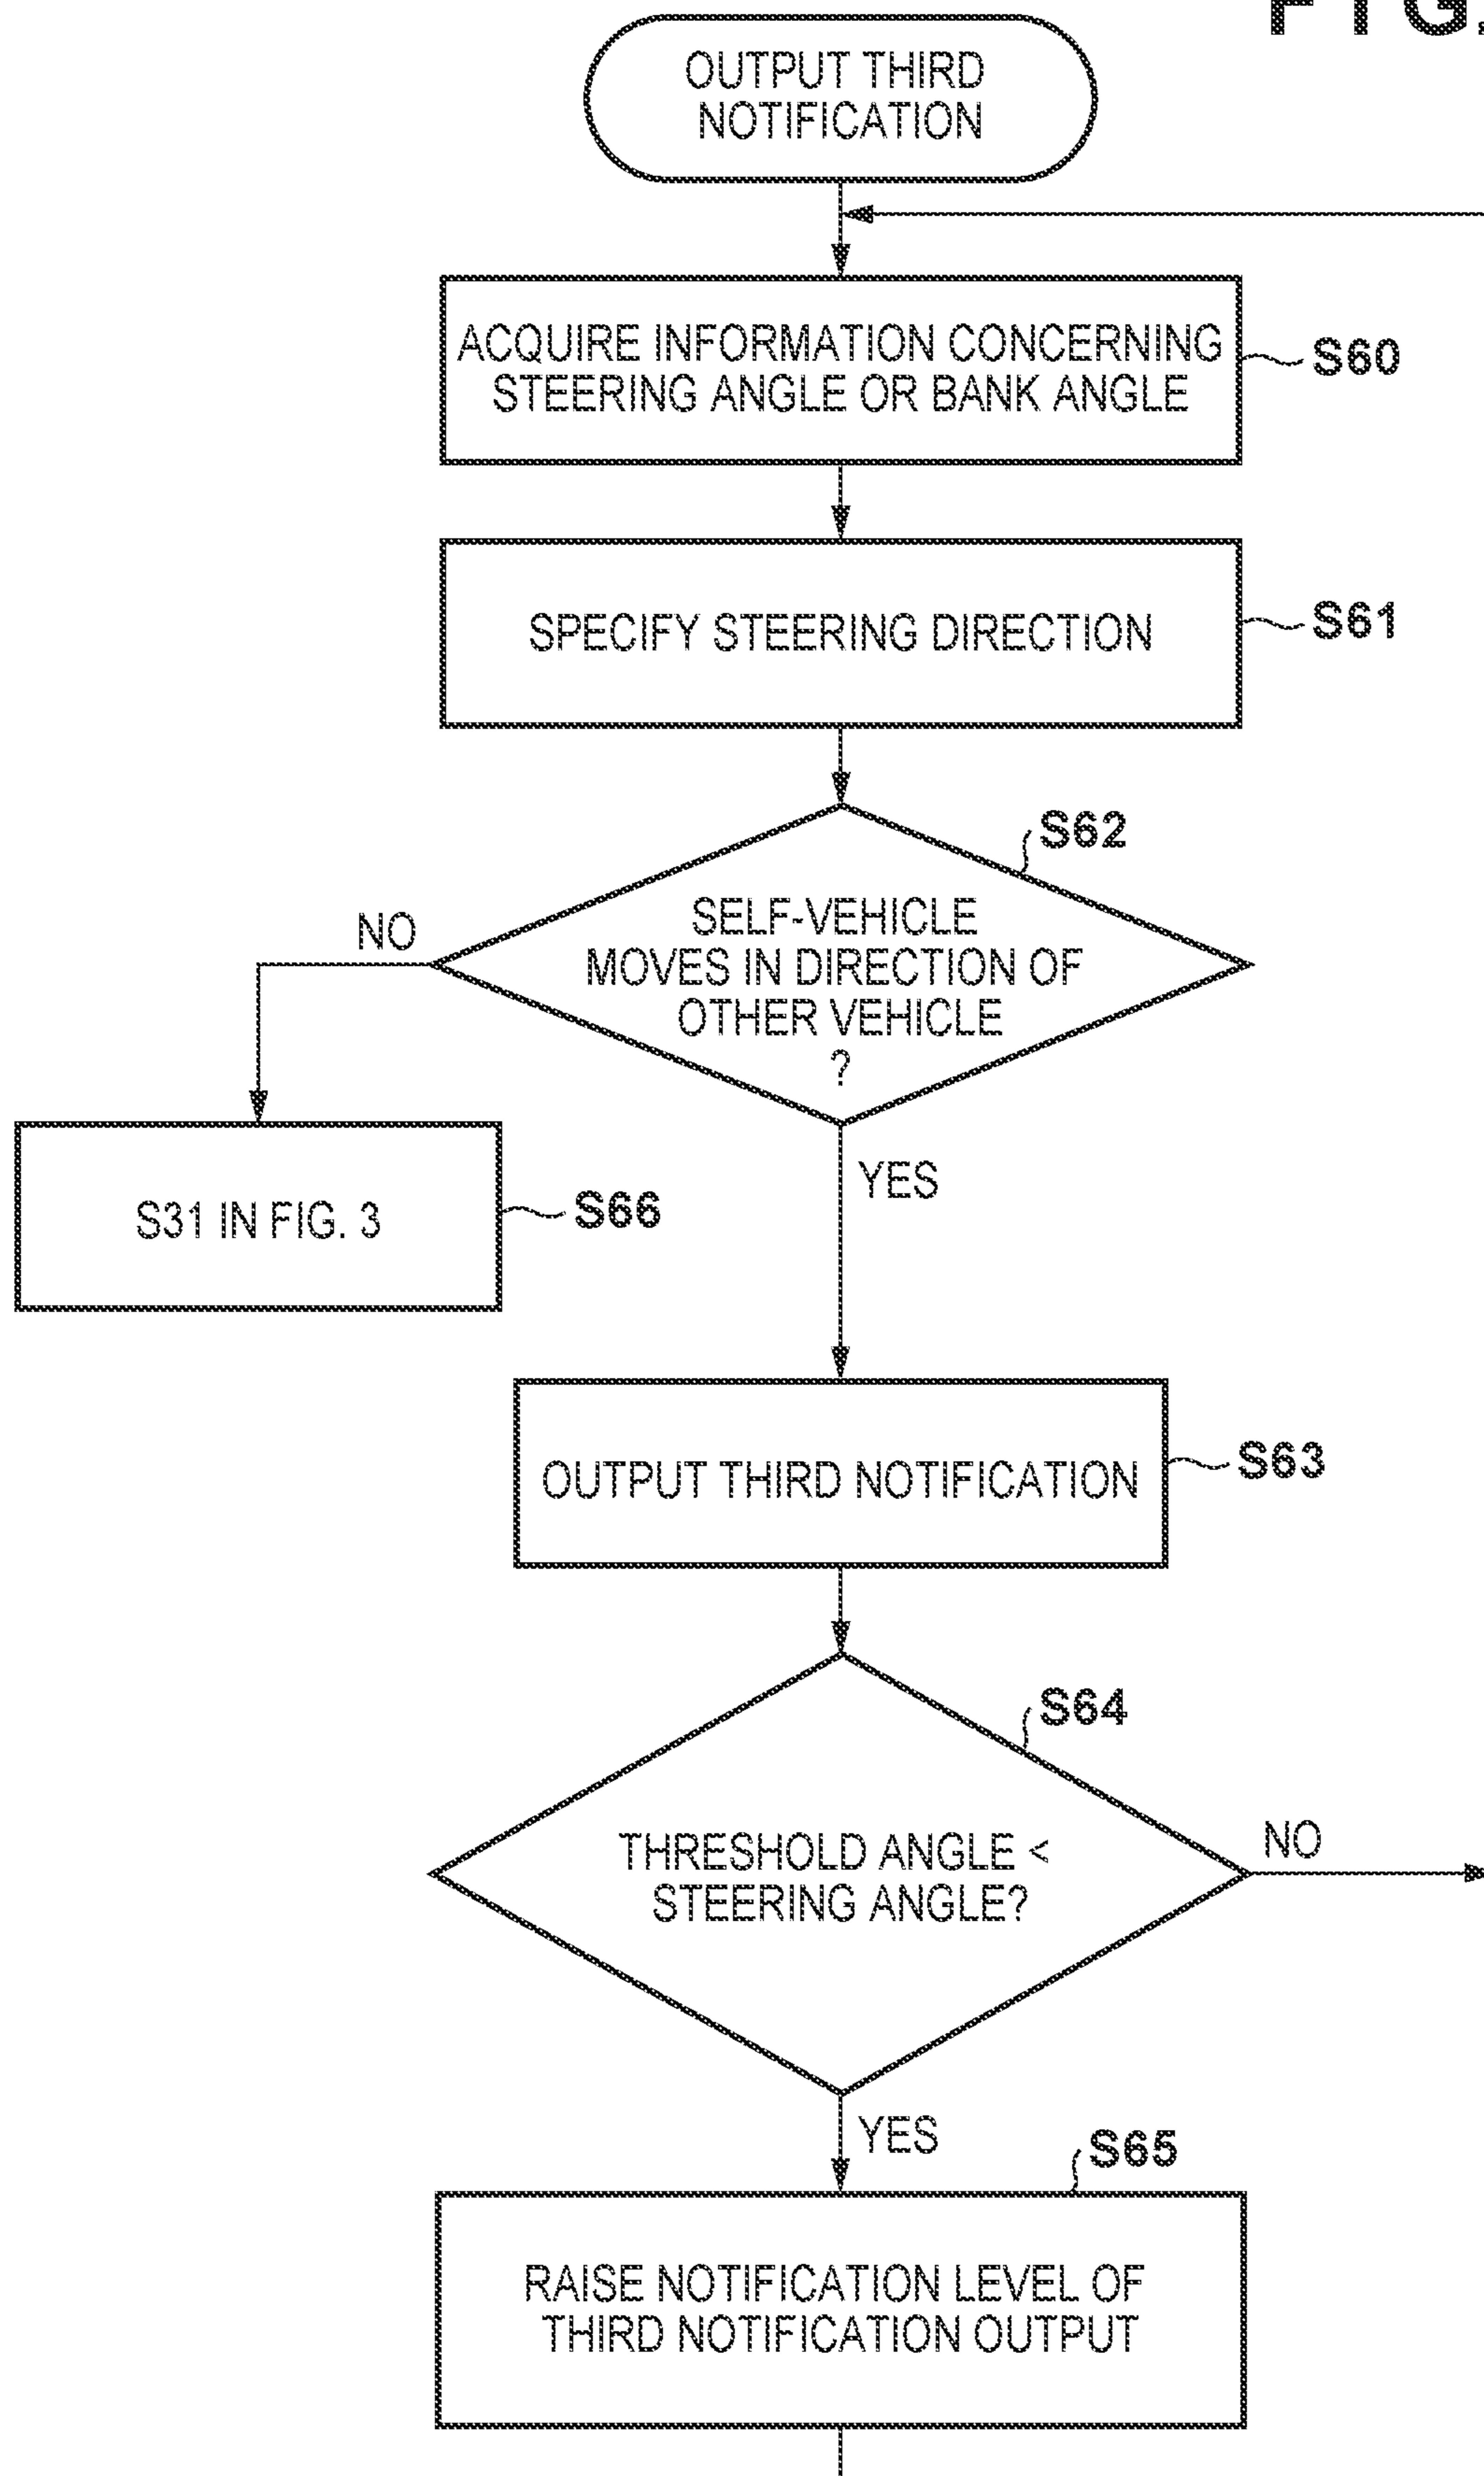 FIG.
OUTPUT THIRD
NOTIFICATION
ACQUIRE INFORMATION CONCERNING
STEERING ANGLE OR BANK ANGLE
S60
SPECIFY STEERING DIRECTION
S61
S62
SELF-VEHICLE
MOVES IN DIRECTION OF
OTHER VEHICLE
?
NO
YES
S31 IN FIG. 3
S66
OUTPUT THIRD NOTIFICATION
S63
S64
THRESHOLD ANGLE <
STEERING ANGLE?
NO
YES
S65
RAISE NOTIFICATION LEVEL OF
THIRD NOTIFICATION OUTPUT